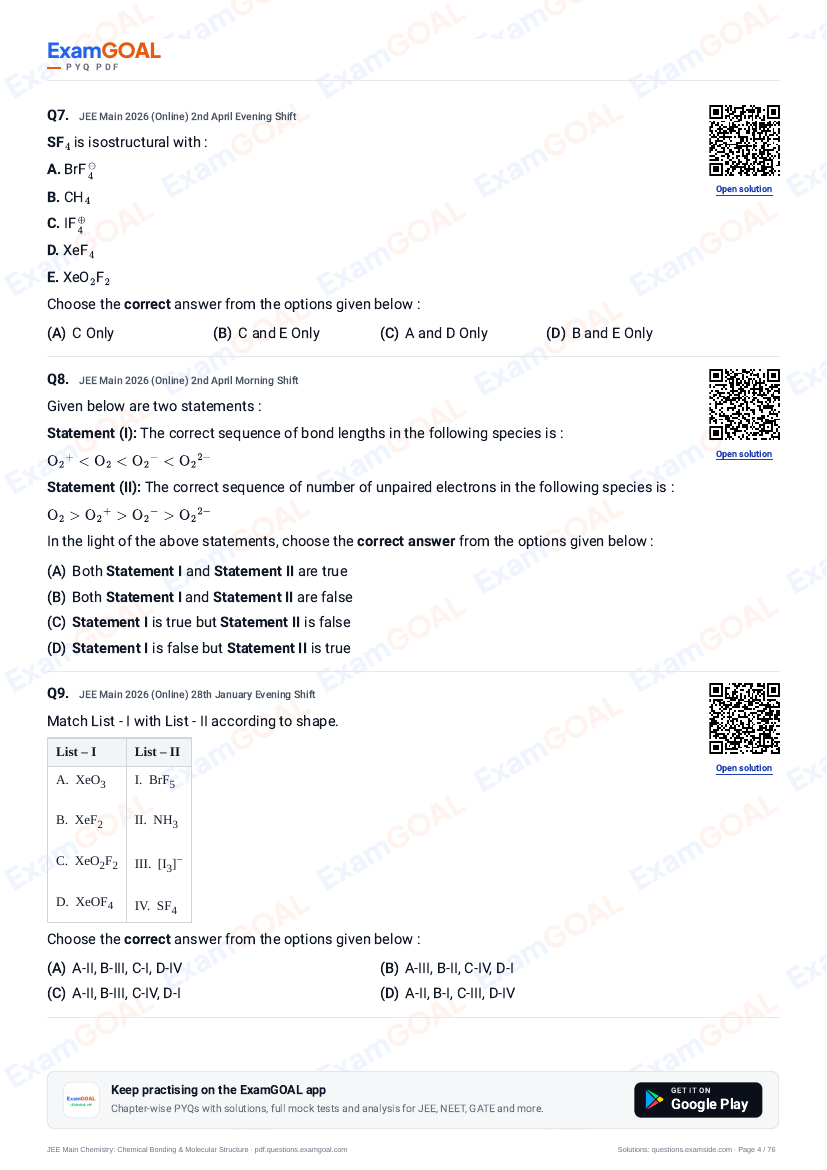 ExamGOAL
PYQ PDF
Q7. JEE Main 2026 (Online) 2nd April Evening Shift
SF₄ is isostructural with :
Open solution
A. BrF₄⊖
B. CH₄
C. IF₄⊕
D. XeF₄
E. XeO₂F₂
Choose the correct answer from the options given below :
(A) C Only (B) C and E Only (C) A and D Only (D) B and E Only
Q8. JEE Main 2026 (Online) 2nd April Morning Shift
Given below are two statements :
Statement (I): The correct sequence of bond lengths in the following species is :
Open solution
O₂⁺ < O₂ < O₂⁻ < O₂²⁻
Statement (II): The correct sequence of number of unpaired electrons in the following species is :
O₂ > O₂⁺ > O₂⁻ > O₂²⁻
In the light of the above statements, choose the correct answer from the options given below :
(A) Both Statement I and Statement II are true
(B) Both Statement I and Statement II are false
(C) Statement I is true but Statement II is false
(D) Statement I is false but Statement II is true
Q9. JEE Main 2026 (Online) 28th January Evening Shift
Match List - I with List - II according to shape.
Open solution
List – I List – II
A. XeO₃ I. BrF₅
B. XeF₂ II. NH₃
C. XeO₂F₂ III. [I₃]⁻
D. XeOF₄ IV. SF₄
Choose the correct answer from the options given below :
(A) A-II, B-III, C-I, D-IV (B) A-III, B-II, C-IV, D-I
(C) A-II, B-III, C-IV, D-I (D) A-II, B-I, C-III, D-IV
ExamGOAL
Keep practising on the ExamGOAL app
Chapter-wise PYQs with solutions, full mock tests and analysis for JEE, NEET, GATE and more.
GET IT ON
Google Play
JEE Main Chemistry: Chemical Bonding & Molecular Structure · pdf.questions.examgoal.com
Solutions: questions.examside.com · Page 4 / 76